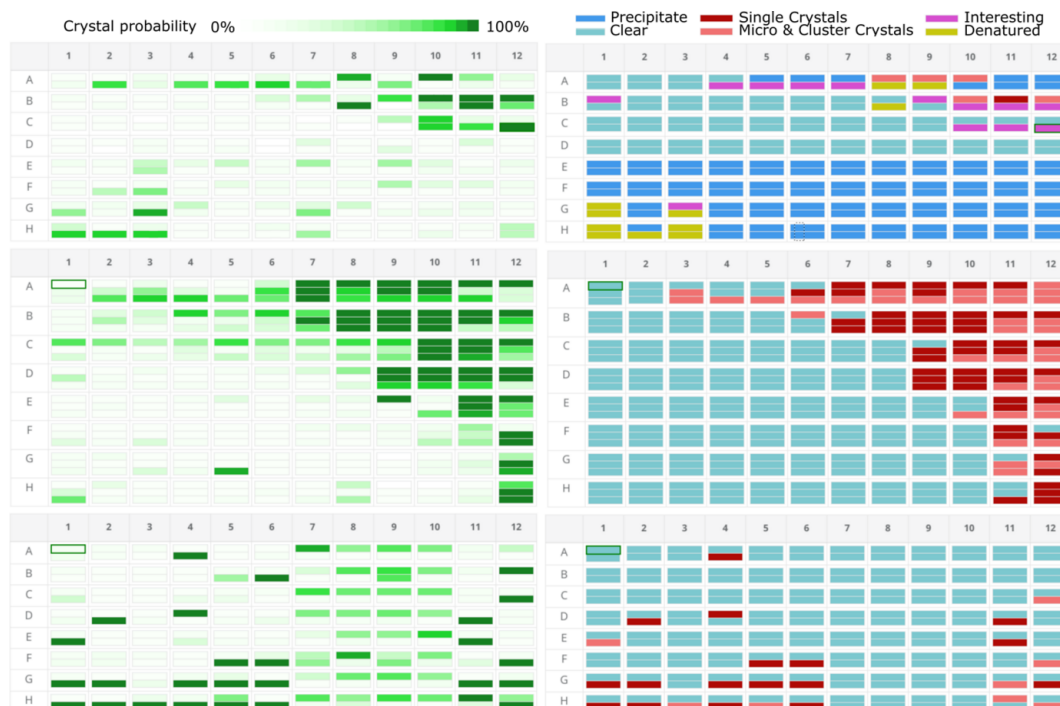 Crystal probability 0% 100%
Precipitate Single Crystals Interesting
Clear Micro & Cluster Crystals Denatured
1 2 3 4 5 6 7 8 9 10 11 12 1 2 3 4 5 6 7 8 9 10 11 12
A A
B B
C C
D D
E E
F F
G G
H H
1 2 3 4 5 6 7 8 9 10 11 12 1 2 3 4 5 6 7 8 9 10 11 12
A A
B B
C C
D D
E E
F F
G G
H H
1 2 3 4 5 6 7 8 9 10 11 12 1 2 3 4 5 6 7 8 9 10 11 12
A A
B B
C C
D D
E E
F F
G G
H H